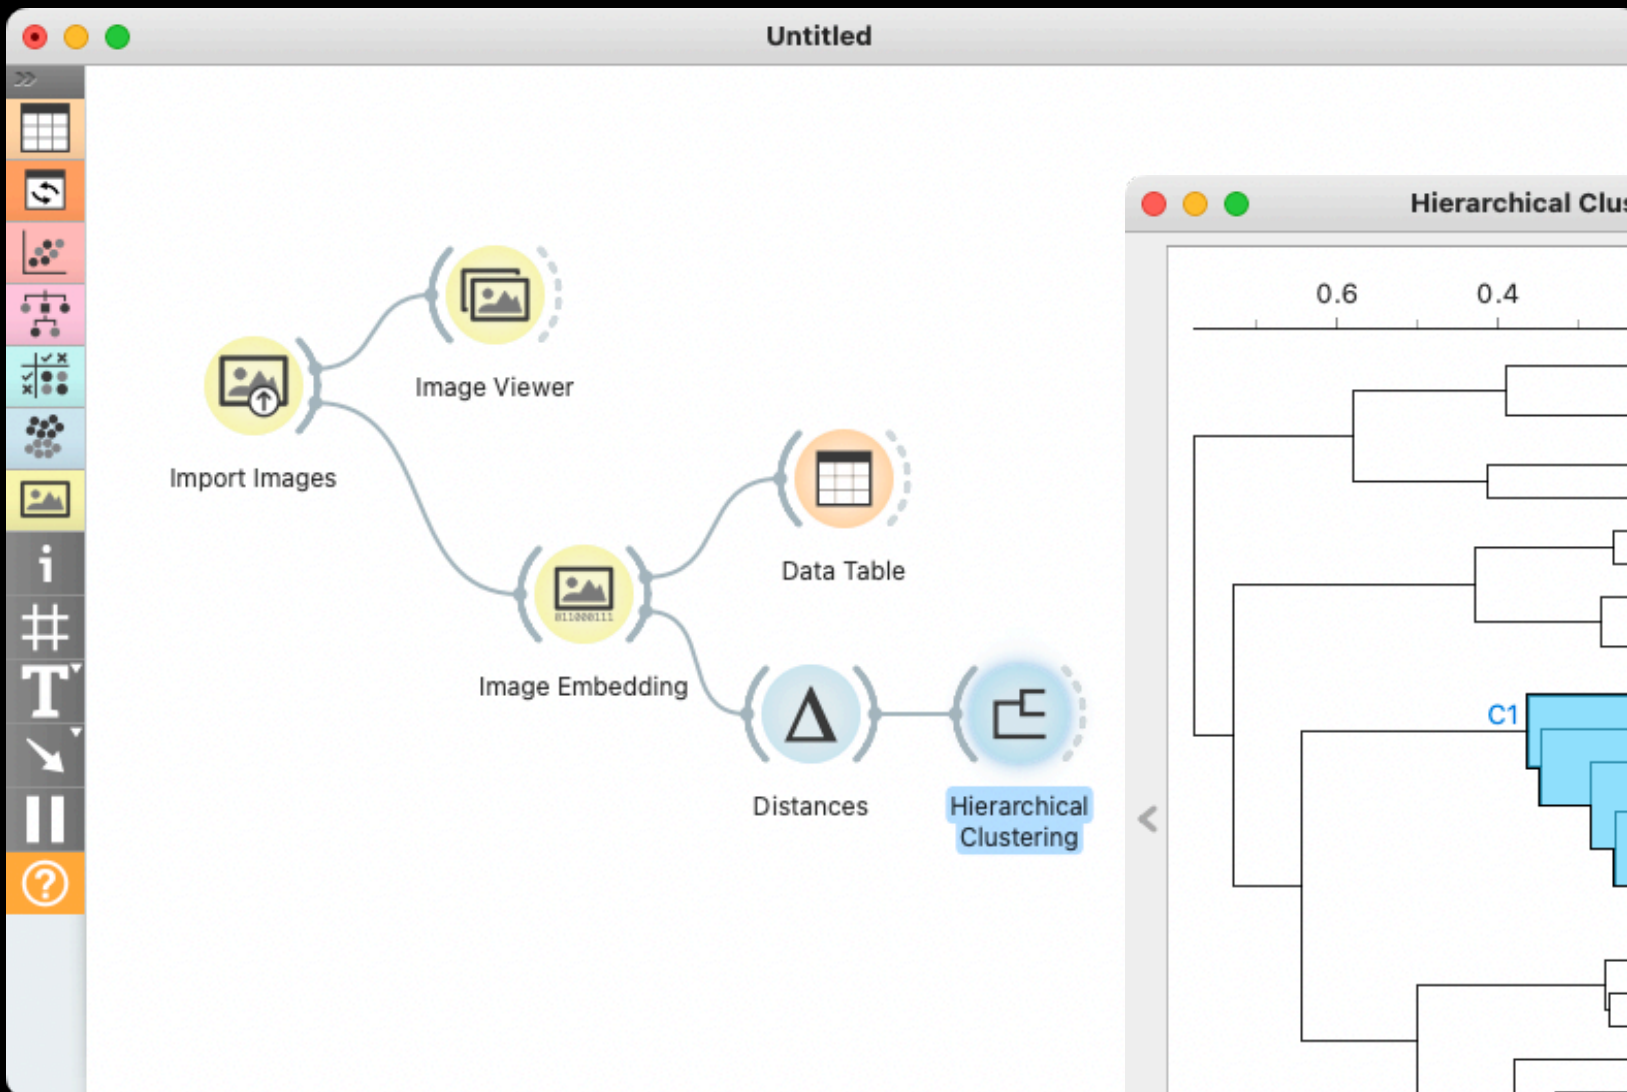 Untitled
Hierarchical Clus
0.6 0.4
Image Viewer
Import Images
Data Table
011000111
Image Embedding
C1
Distances
Hierarchical
Clustering